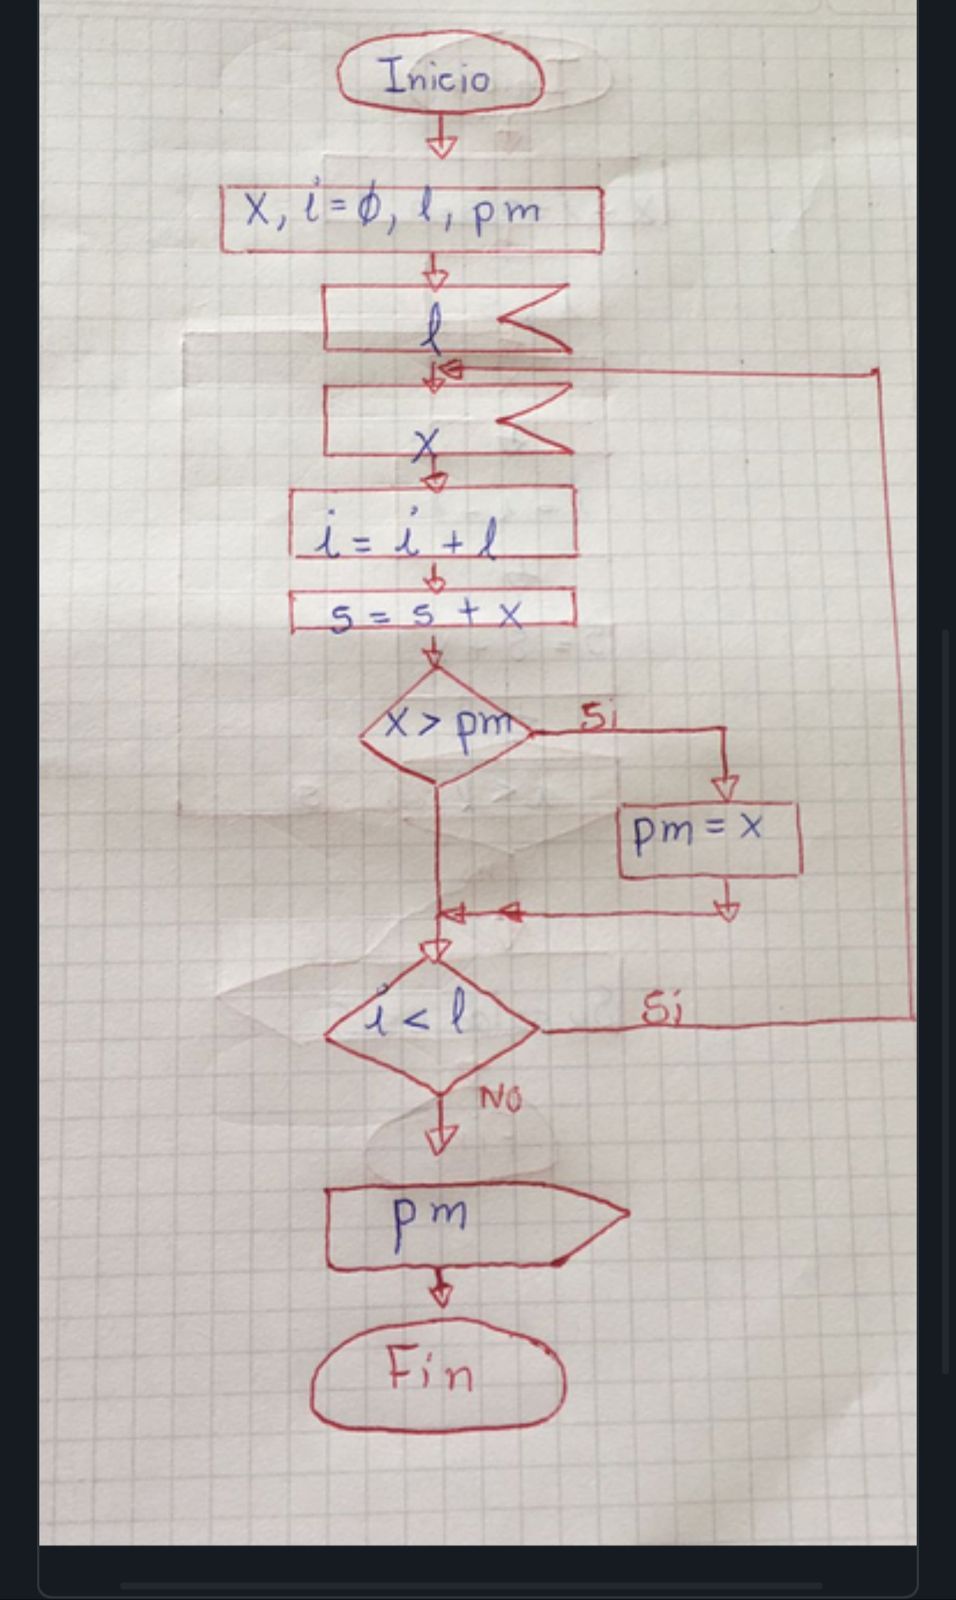 Inicio
X, i=φ, l, pm
l
X
i = i + l
s = s + x
x > pm
Si
pm = x
i < l
Si
NO
pm
Fin